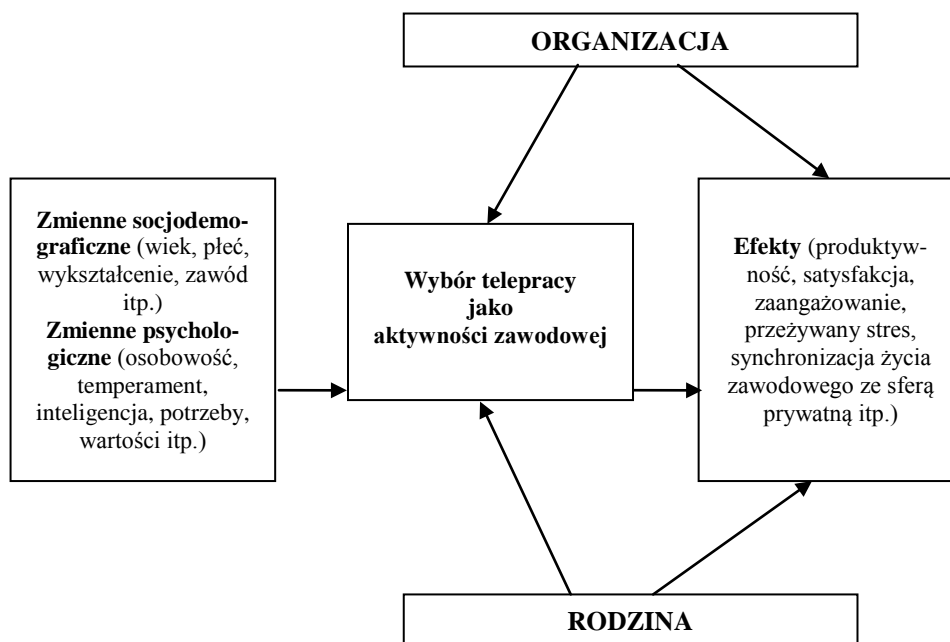 ORGANIZACJA
Zmienne socjodemo-
graficzne (wiek, płeć,
wykształcenie, zawód
itp.)
Zmienne psycholo-
giczne (osobowość,
temperament,
inteligencja, potrzeby,
wartości itp.)
Wybór telepracy
jako
aktywności zawodowej
Efekty (produktyw-
ność, satysfakcja,
zaangażowanie,
przeżywany stres,
synchronizacja życia
zawodowego ze sferą
prywatną itp.)
RODZINA